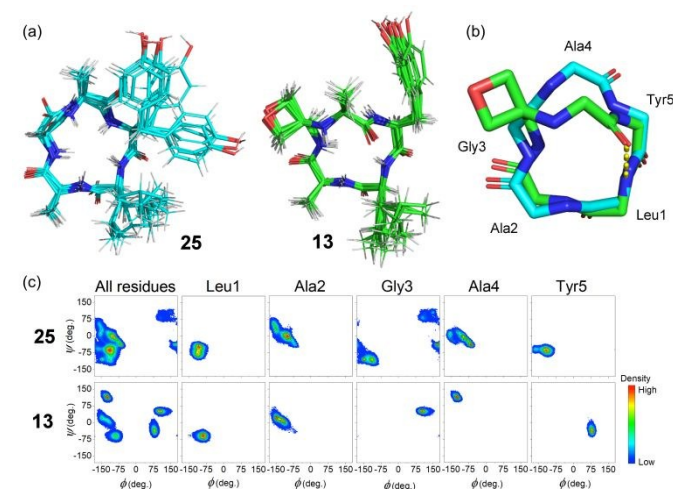 (a)
(b)
25
13
Ala4
Tyr5
Gly3
Leu1
Ala2
(c)
All residues Leu1 Ala2 Gly3 Ala4 Tyr5
25
ψ (deg.)
150
75
0
-75
-150
13
ψ (deg.)
150
75
0
-75
-150
-150 -75 0 75 150 -150 -75 0 75 150 -150 -75 0 75 150 -150 -75 0 75 150 -150 -75 0 75 150 -150 -75 0 75 150
ϕ (deg.) ϕ (deg.) ϕ (deg.) ϕ (deg.) ϕ (deg.) ϕ (deg.)
Density
High
Low